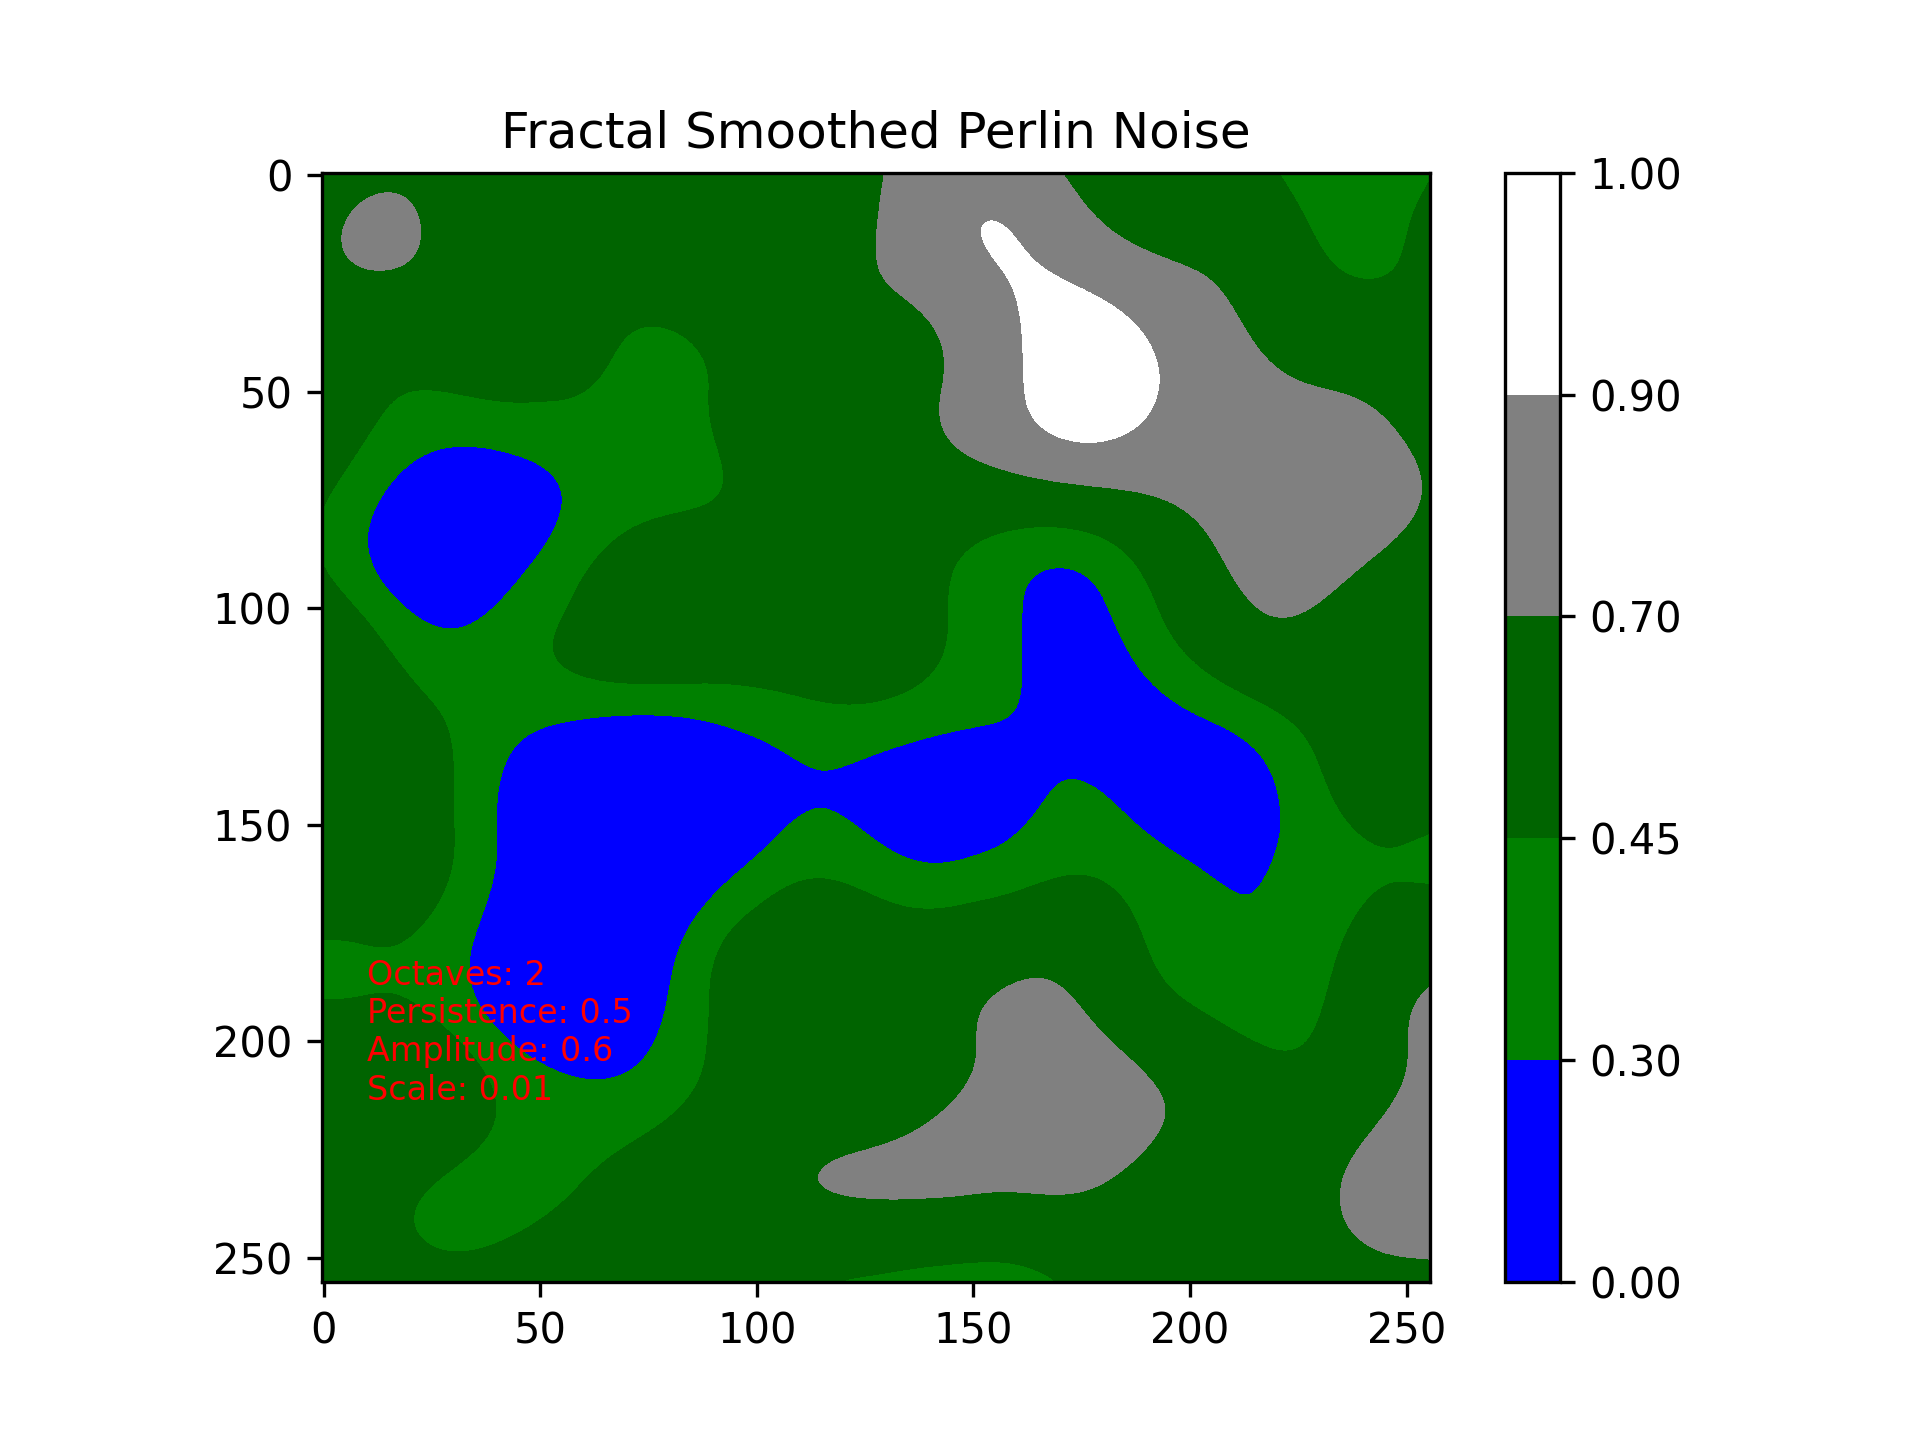 Fractal Smoothed Perlin Noise
0
50
100
150
200
250
0 50 100 150 200 250
Octaves: 2
Persistence: 0.5
Amplitude: 0.6
Scale: 0.01
1.00
0.90
0.70
0.45
0.30
0.00